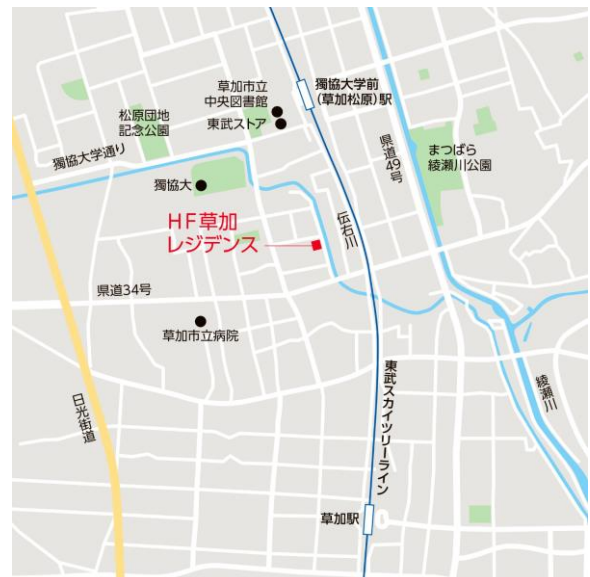 草加市立
中央図書館
東武ストア
獨協大学前
(草加松原)駅
松原団地
記念公園
獨協大学通り
県道49号
まつばら
綾瀬川公園
獨協大
伝右川
HF草加
レジデンス
県道34号
草加市立病院
日光街道
東武スカイツリーライン
綾瀬川
草加駅